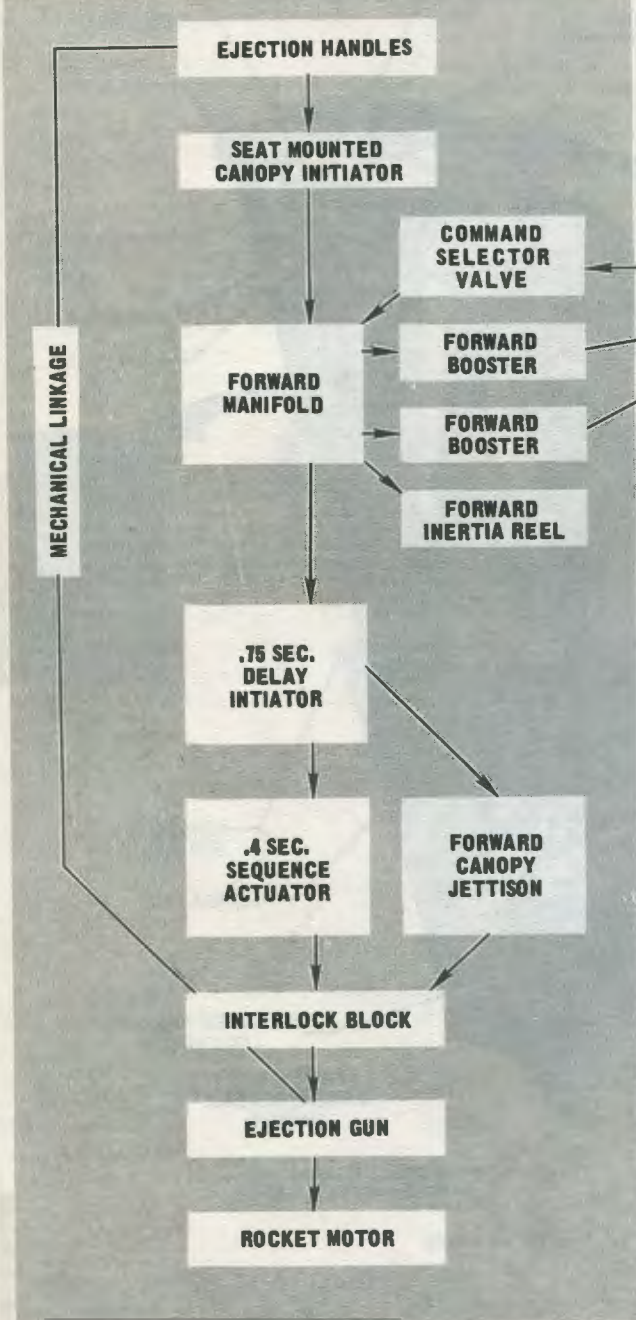 EJECTION HANDLES
SEAT MOUNTED
CANOPY INITIATOR
COMMAND
SELECTOR
VALVE
MECHANICAL LINKAGE
FORWARD
MANIFOLD
FORWARD
BOOSTER
FORWARD
BOOSTER
FORWARD
INERTIA REEL
.75 SEC.
DELAY
INTIATOR
.4 SEC.
SEQUENCE
ACTUATOR
FORWARD
CANOPY
JETTISON
INTERLOCK BLOCK
EJECTION GUN
ROCKET MOTOR